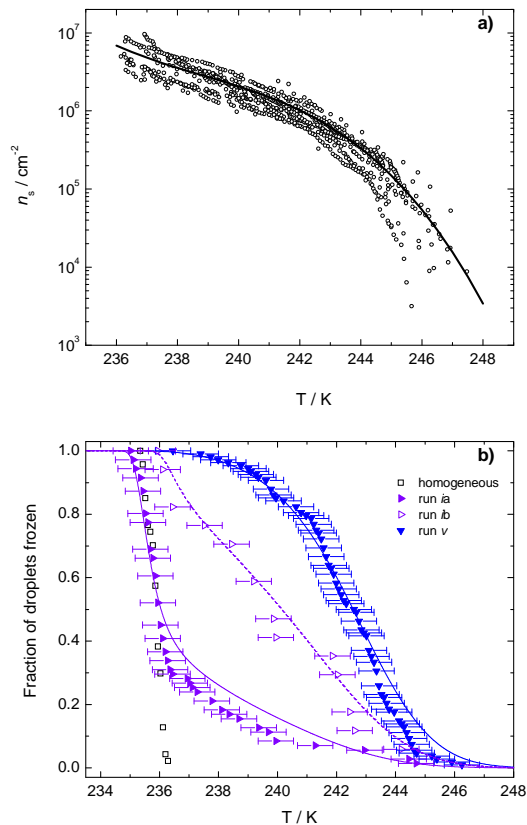 a)
10⁷
10⁶
10⁵
10⁴
10³
nₛ / cm⁻²
236 238 240 242 244 246 248
T / K
b)
1.0
0.8
0.6
0.4
0.2
0.0
Fraction of droplets frozen
homogeneous
run ia
run ib
run v
234 236 238 240 242 244 246 248
T / K